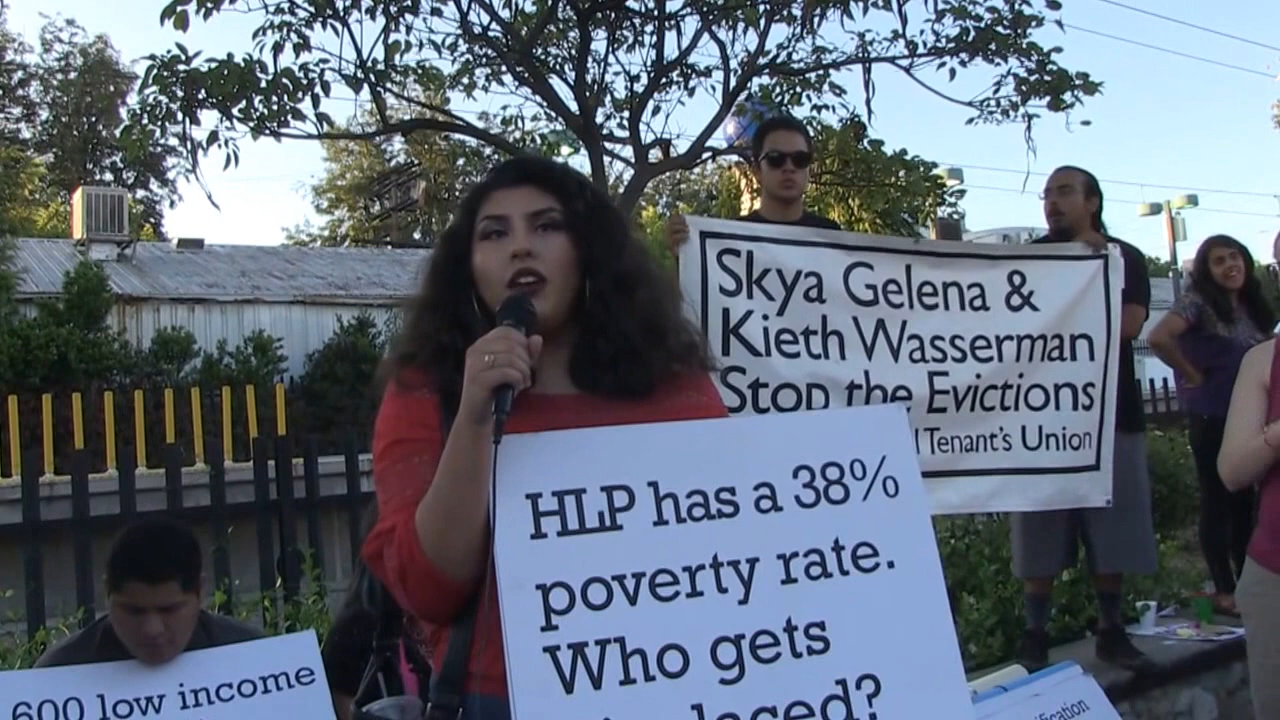 Skya Gelena &
Kieth Wasserman
Stop the Evictions
Tenant's Union
HLP has a 38%
poverty rate.
Who gets
600 low income